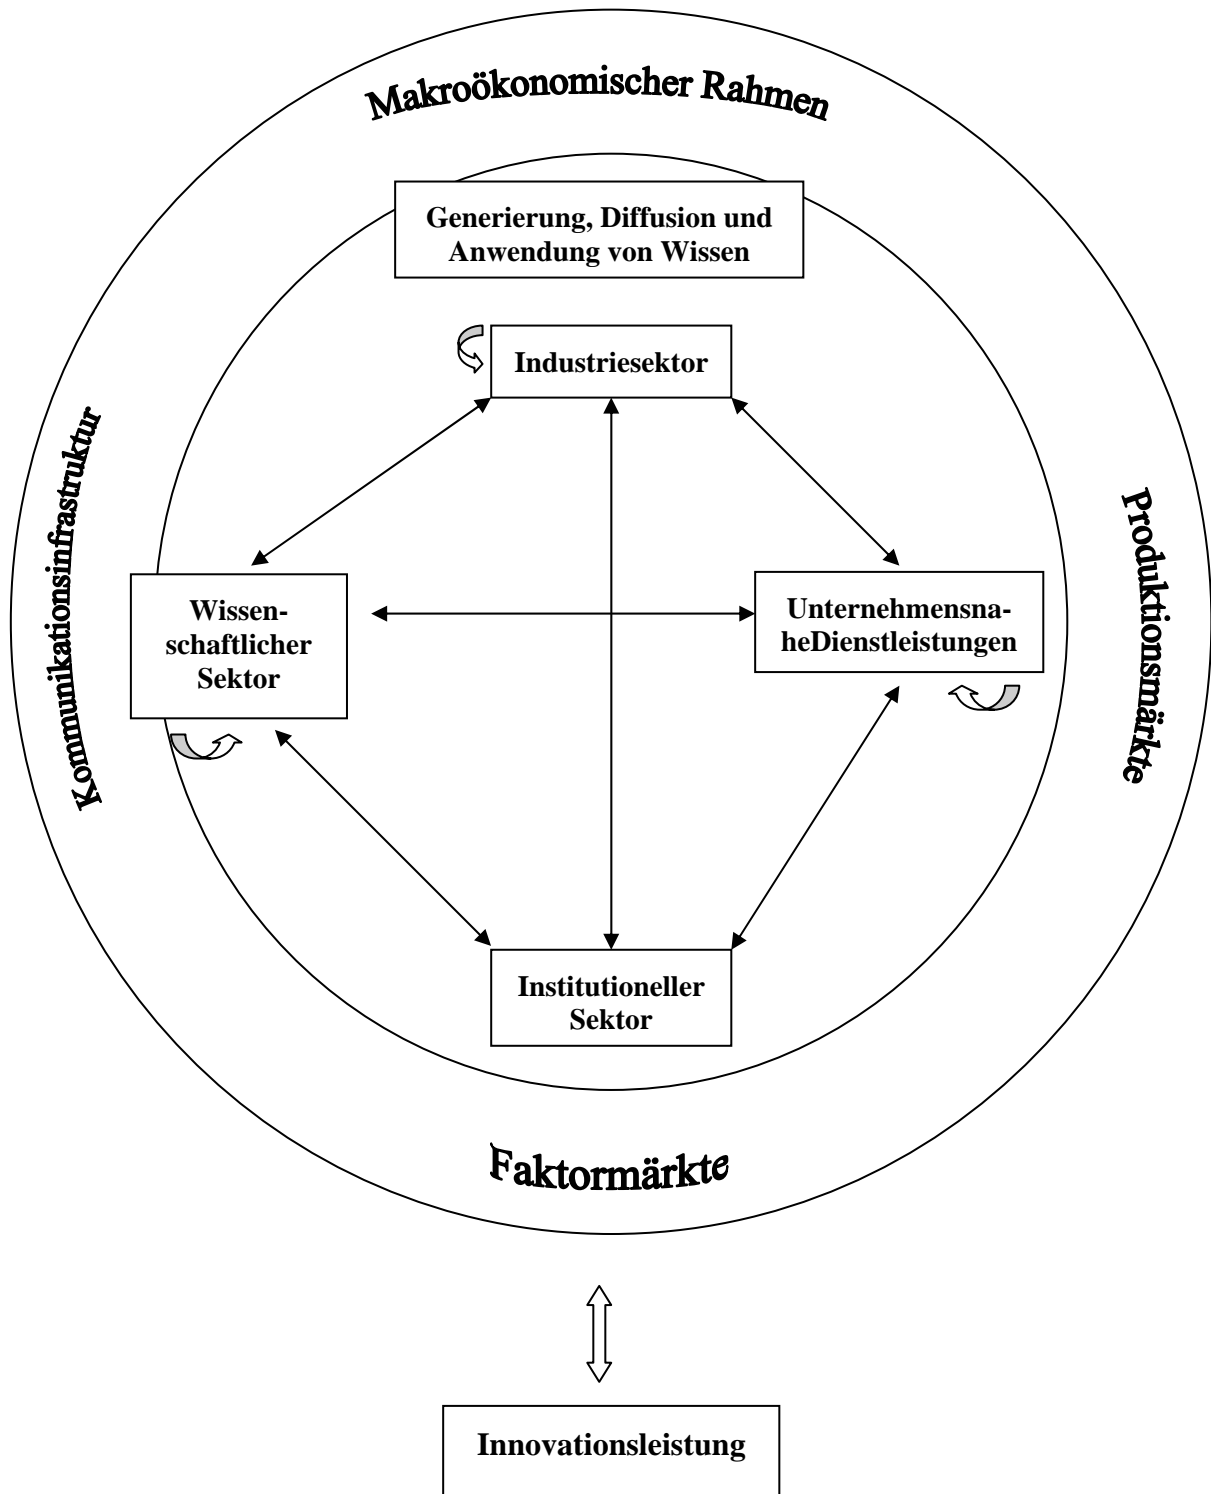 Makroökonomischer Rahmen
Generierung, Diffusion und
Anwendung von Wissen
Industriesektor
Kommunikationsinfrastruktur
Wissen-
schaftlicher
Sektor
Unternehmensna-
heDienstleistungen
Produktionsmärkte
Institutioneller
Sektor
Faktormärkte
Innovationsleistung